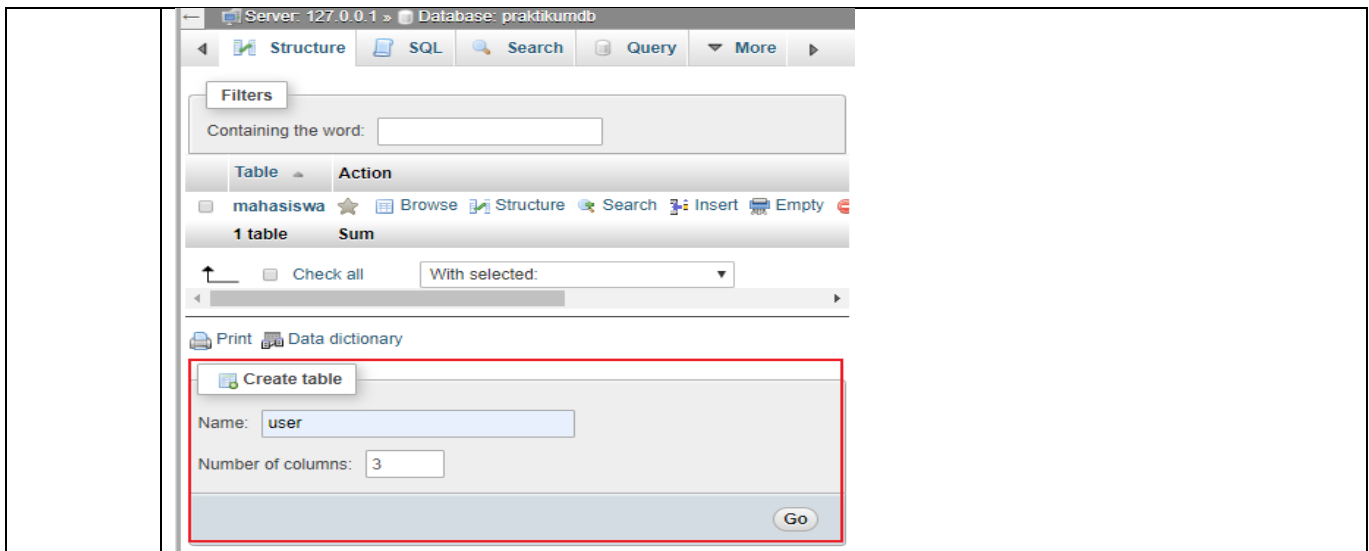 Server: 127.0.0.1 » Database: praktikumdb
Structure SQL Search Query More
Filters
Containing the word:
Table Action
mahasiswa Browse Structure Search Insert Empty
1 table Sum
Check all With selected:
Print Data dictionary
Create table
Name: user
Number of columns: 3
Go